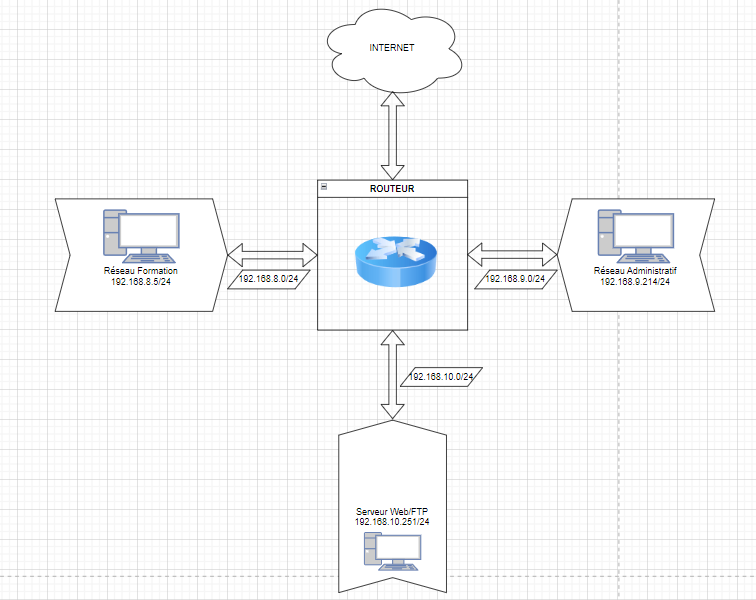 INTERNET
ROUTEUR
Réseau Formation
192.168.8.5/24
192.168.8.0/24
192.168.9.0/24
Réseau Administratif
192.168.9.214/24
192.168.10.0/24
Serveur Web/FTP
192.168.10.251/24